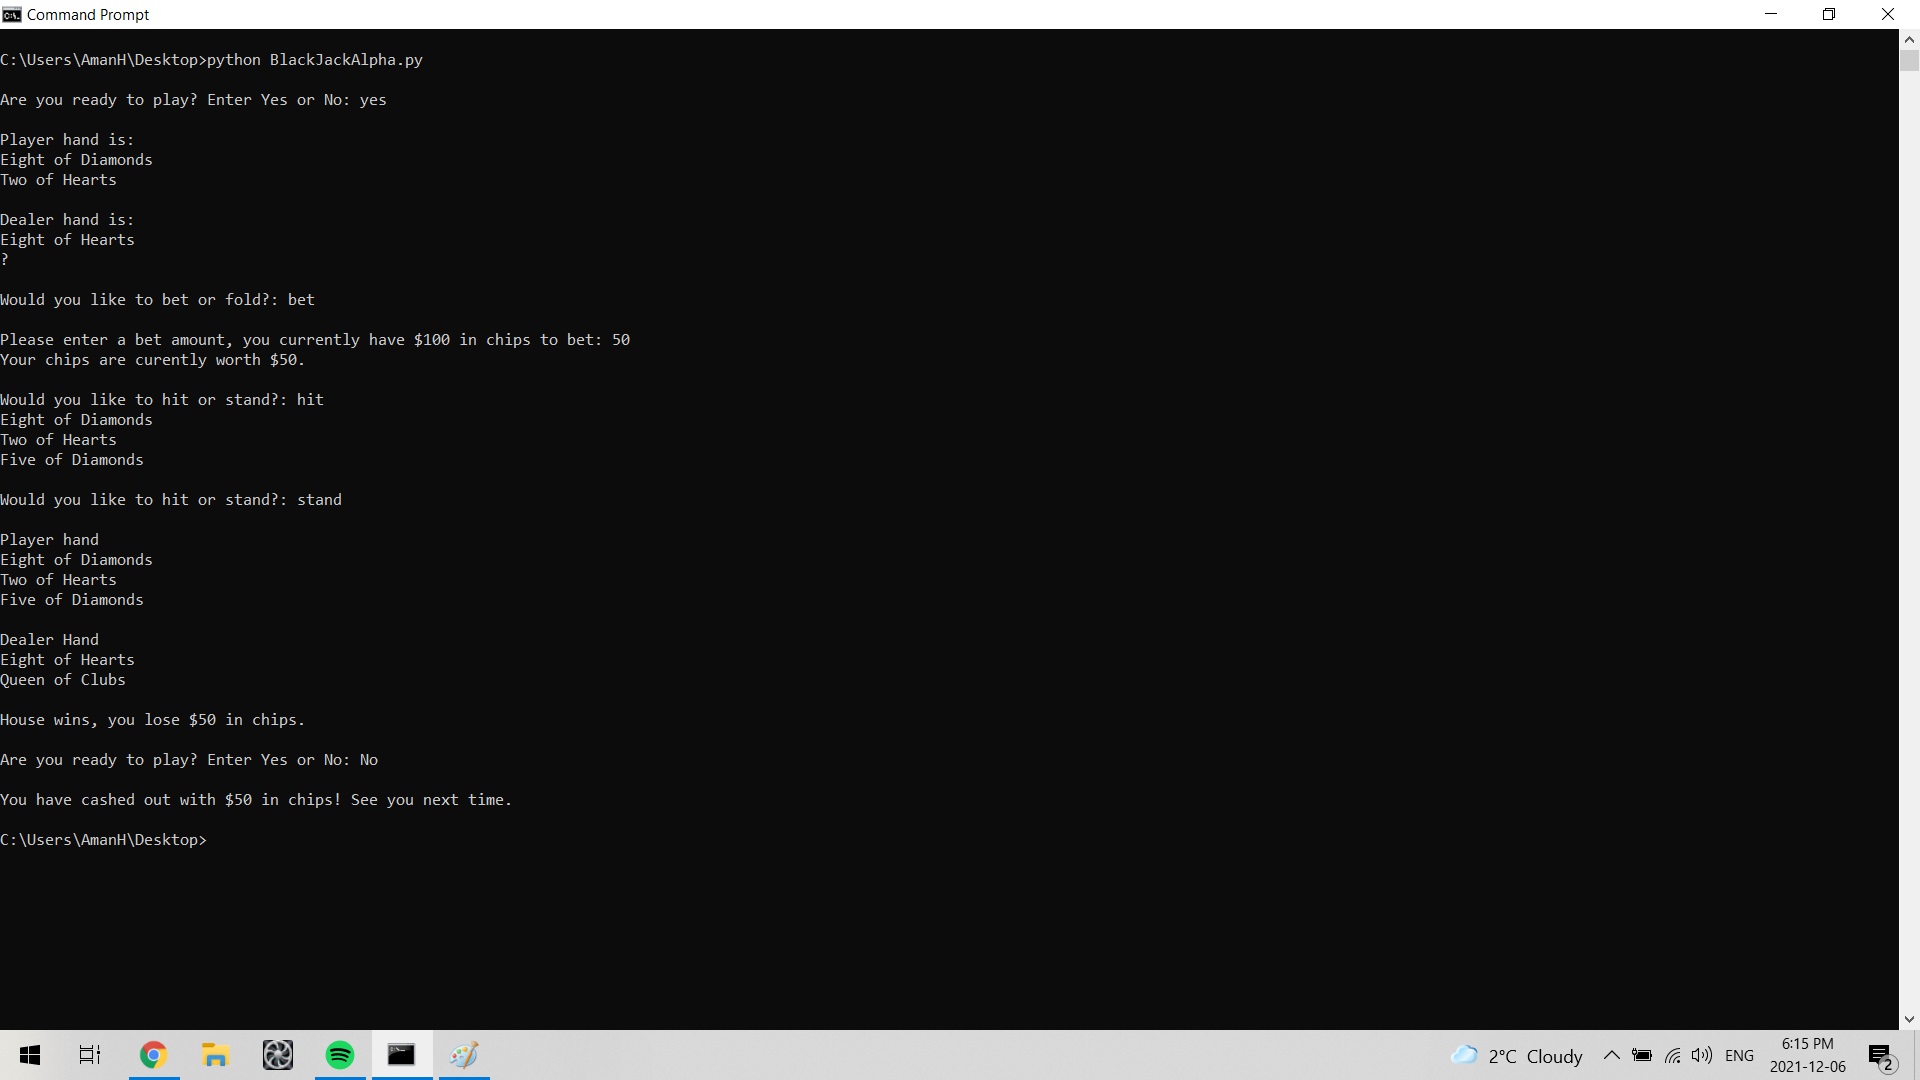 Command Prompt
C:\Users\AmanH\Desktop>python BlackJackAlpha.py
Are you ready to play? Enter Yes or No: yes
Player hand is:
Eight of Diamonds
Two of Hearts
Dealer hand is:
Eight of Hearts
?
Would you like to bet or fold?: bet
Please enter a bet amount, you currently have $100 in chips to bet: 50
Your chips are curently worth $50.
Would you like to hit or stand?: hit
Eight of Diamonds
Two of Hearts
Five of Diamonds
Would you like to hit or stand?: stand
Player hand
Eight of Diamonds
Two of Hearts
Five of Diamonds
Dealer Hand
Eight of Hearts
Queen of Clubs
House wins, you lose $50 in chips.
Are you ready to play? Enter Yes or No: No
You have cashed out with $50 in chips! See you next time.
C:\Users\AmanH\Desktop>
2°C Cloudy
ENG
6:15 PM
2021-12-06
2